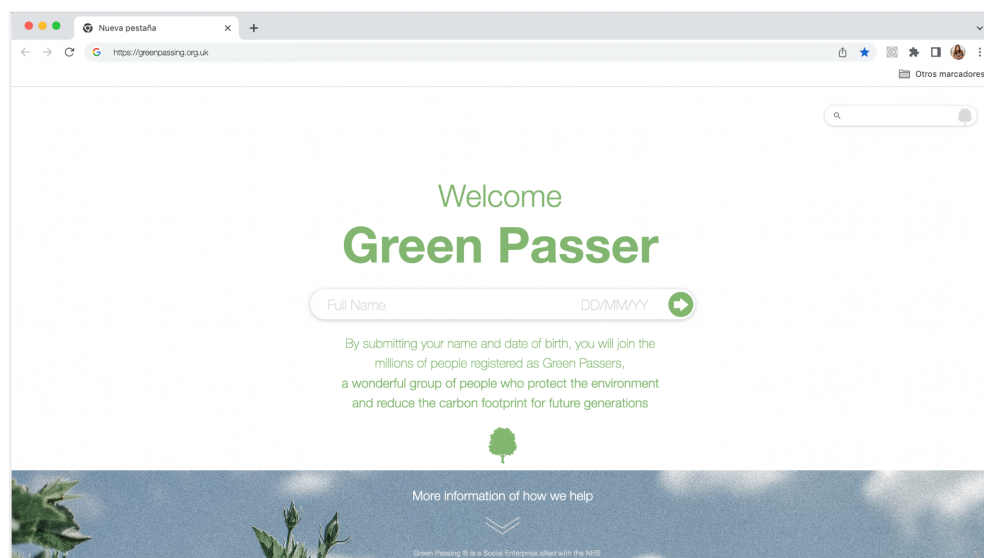 Nueva pestaña
https://greenpassing.org.uk
Otros marcadores
Welcome
Green Passer
Full Name DD/MM/YY
By submitting your name and date of birth, you will join the
millions of people registered as Green Passers,
a wonderful group of people who protect the environment
and reduce the carbon footprint for future generations
More information of how we help
Green Passing ® is a Social Enterprise allied with the NHS